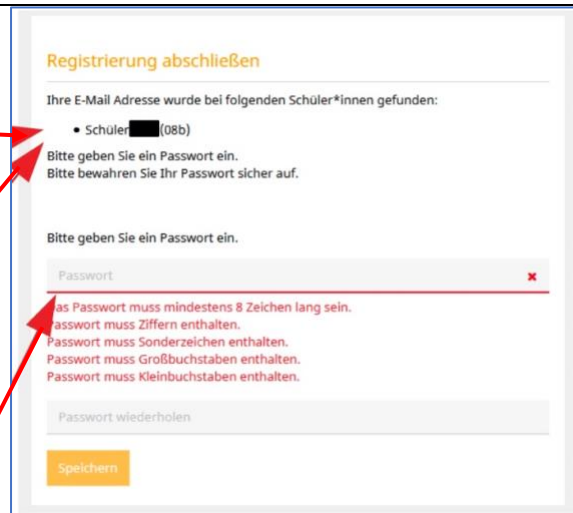 Registrierung abschließen
Ihre E-Mail Adresse wurde bei folgenden Schüler*innen gefunden:
• Schüler (08b)
Bitte geben Sie ein Passwort ein.
Bitte bewahren Sie Ihr Passwort sicher auf.
Bitte geben Sie ein Passwort ein.
Passwort
as Passwort muss mindestens 8 Zeichen lang sein.
Passwort muss Ziffern enthalten.
Passwort muss Sonderzeichen enthalten.
Passwort muss Großbuchstaben enthalten.
Passwort muss Kleinbuchstaben enthalten.
Passwort wiederholen
Speichern